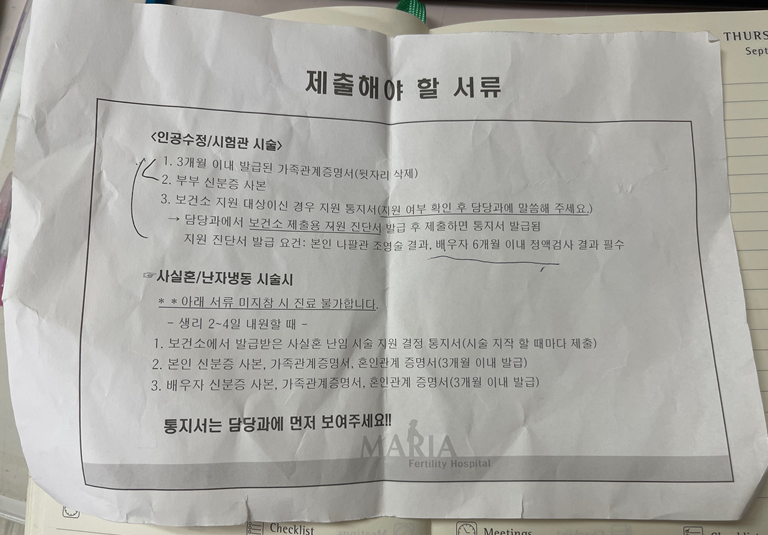 THURS
Sept
제출해야 할 서류
<인공수정/시험관 시술>
1. 3개월 이내 발급된 가족관계증명서(뒷자리 삭제)
2. 부부 신분증 사본
3. 보건소 지원 대상이신 경우 지원 통지서(지원 여부 확인 후 담당과에 말씀해 주세요.)
→ 담당과에서 보건소 제출용 지원 진단서 발급 후 제출하면 통지서 발급됨
지원 진단서 발급 요건: 본인 나팔관 조영술 결과, 배우자 6개월 이내 정액검사 결과 필수
☞사실혼/난자냉동 시술시
* * 아래 서류 미지참 시 진료 불가합니다.
- 생리 2~4일 내원할 때 -
1. 보건소에서 발급받은 사실혼 난임 시술 지원 결정 통지서(시술 시작 할 때마다 제출)
2. 본인 신분증 사본, 가족관계증명서, 혼인관계 증명서(3개월 이내 발급)
3. 배우자 신분증 사본, 가족관계증명서, 혼인관계 증명서(3개월 이내 발급)
통지서는 담당과에 먼저 보여주세요!!
MARIA
Fertility Hospital
Checklist
Meetings
Checklist